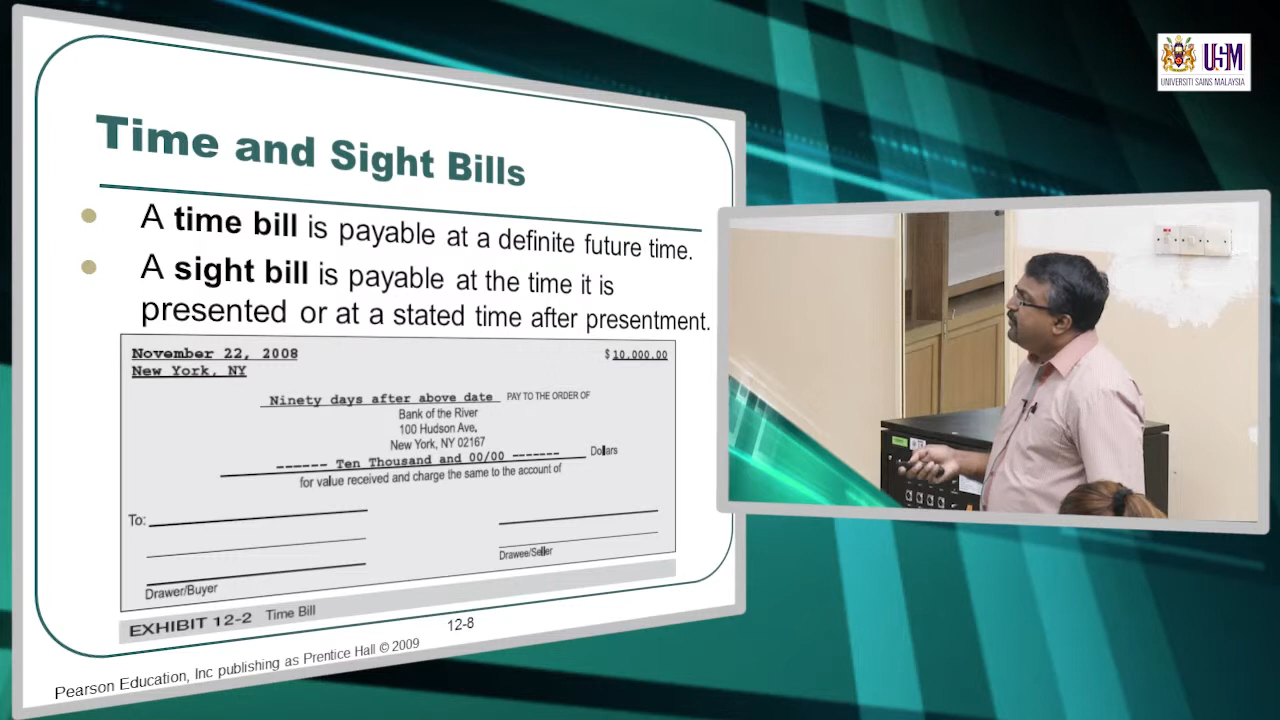 Time and Sight Bills
A time bill is payable at a definite future time.
A sight bill is payable at the time it is
presented or at a stated time after presentment.
November 22, 2008
$ 10,000.00
New York, NY
Ninety days after above date PAY TO THE ORDER OF
Bank of the River
100 Hudson Ave,
New York, NY 02167
------ Ten Thousand and 00/00 ------- Dollars
for value received and charge the same to the account of
To:
Drawer/Buyer
Drawee/Seller
EXHIBIT 12-2 Time Bill
12-8
Pearson Education, Inc publishing as Prentice Hall © 2009
USM
UNIVERSITI SAINS MALAYSIA